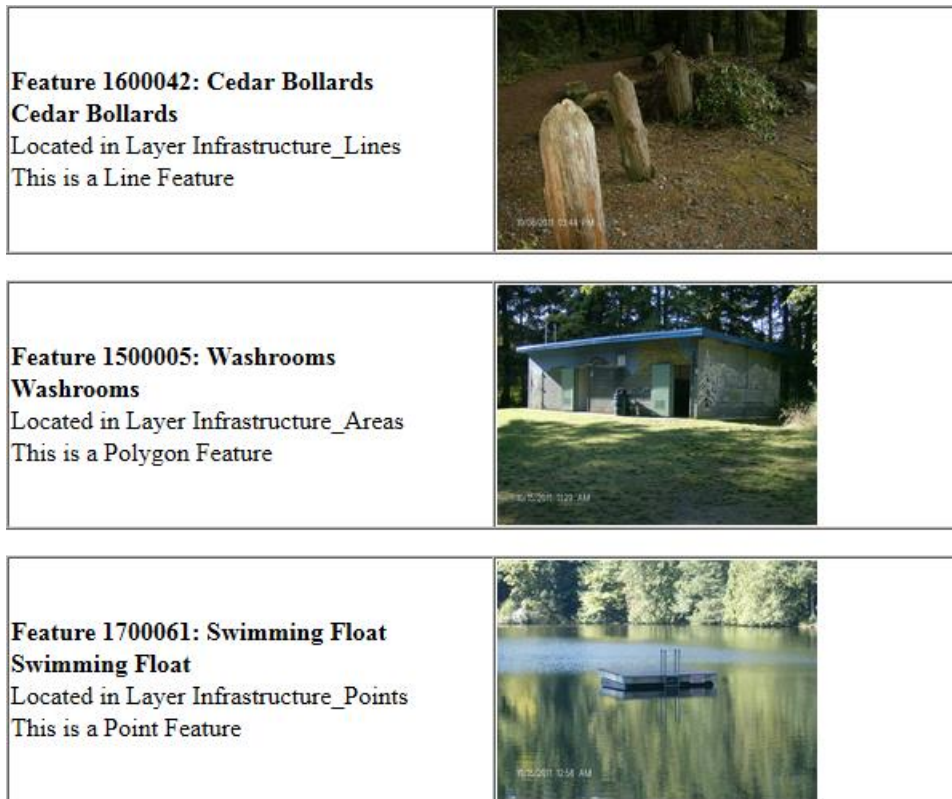 Feature 1600042: Cedar Bollards
Cedar Bollards
Located in Layer Infrastructure_Lines
This is a Line Feature
Feature 1500005: Washrooms
Washrooms
Located in Layer Infrastructure_Areas
This is a Polygon Feature
Feature 1700061: Swimming Float
Swimming Float
Located in Layer Infrastructure_Points
This is a Point Feature